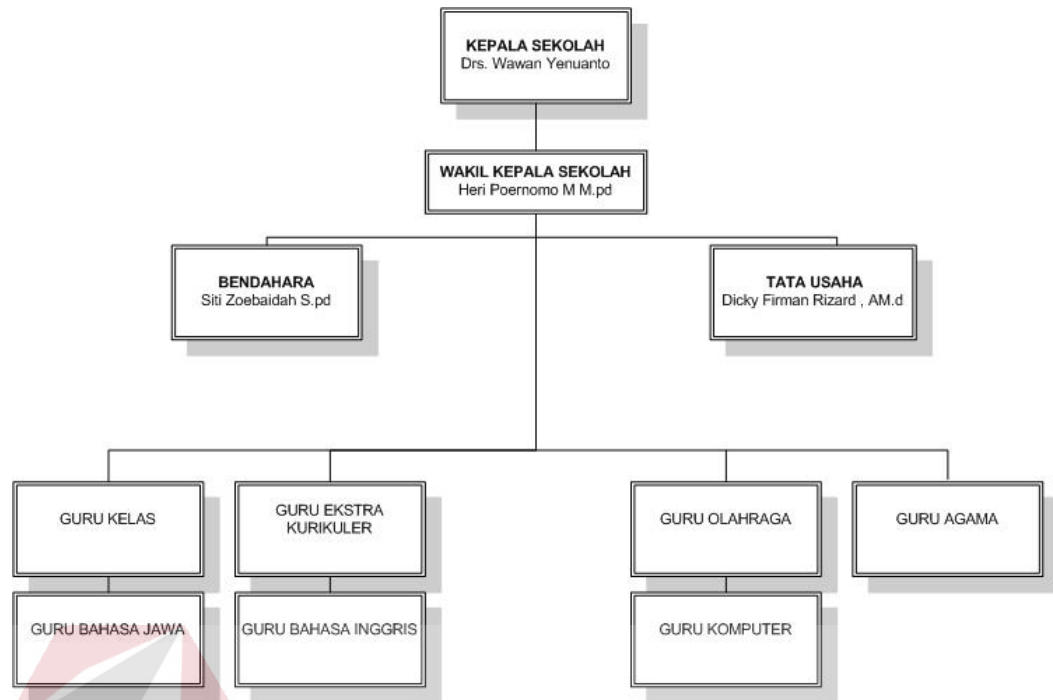 KEPALA SEKOLAH
Drs. Wawan Yenuanto
WAKIL KEPALA SEKOLAH
Heri Poernomo M M.pd
BENDAHARA
Siti Zoebaidah S.pd
TATA USAHA
Dicky Firman Rizard , AM.d
GURU KELAS
GURU EKSTRA
KURIKULER
GURU OLAHRAGA
GURU AGAMA
GURU BAHASA JAWA
GURU BAHASA INGGRIS
GURU KOMPUTER